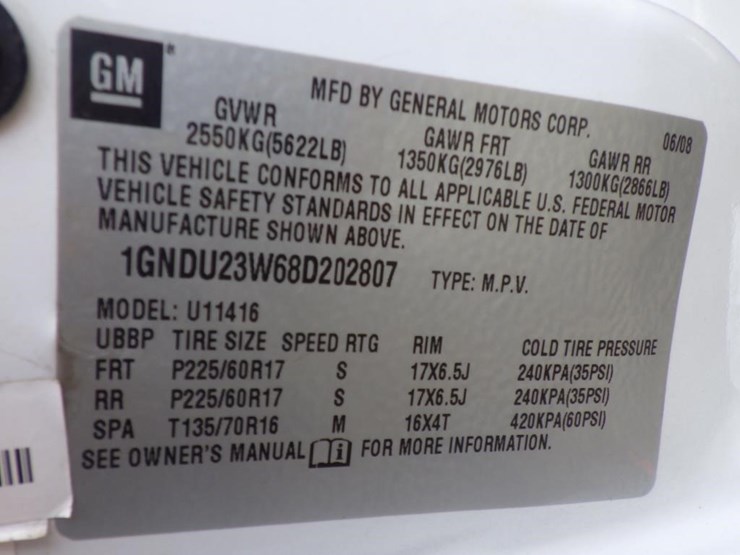 GM
MFD BY GENERAL MOTORS CORP. 06/08
GVWR GAWR FRT GAWR RR
2550KG(5622LB) 1350KG(2976LB) 1300KG(2866LB)
THIS VEHICLE CONFORMS TO ALL APPLICABLE U.S. FEDERAL MOTOR
VEHICLE SAFETY STANDARDS IN EFFECT ON THE DATE OF
MANUFACTURE SHOWN ABOVE.
1GNDU23W68D202807 TYPE: M.P.V.
MODEL: U11416
UBBP TIRE SIZE SPEED RTG RIM COLD TIRE PRESSURE
FRT P225/60R17 S 17X6.5J 240KPA(35PSI)
RR P225/60R17 S 17X6.5J 240KPA(35PSI)
SPA T135/70R16 M 16X4T 420KPA(60PSI)
SEE OWNER'S MANUAL i FOR MORE INFORMATION.